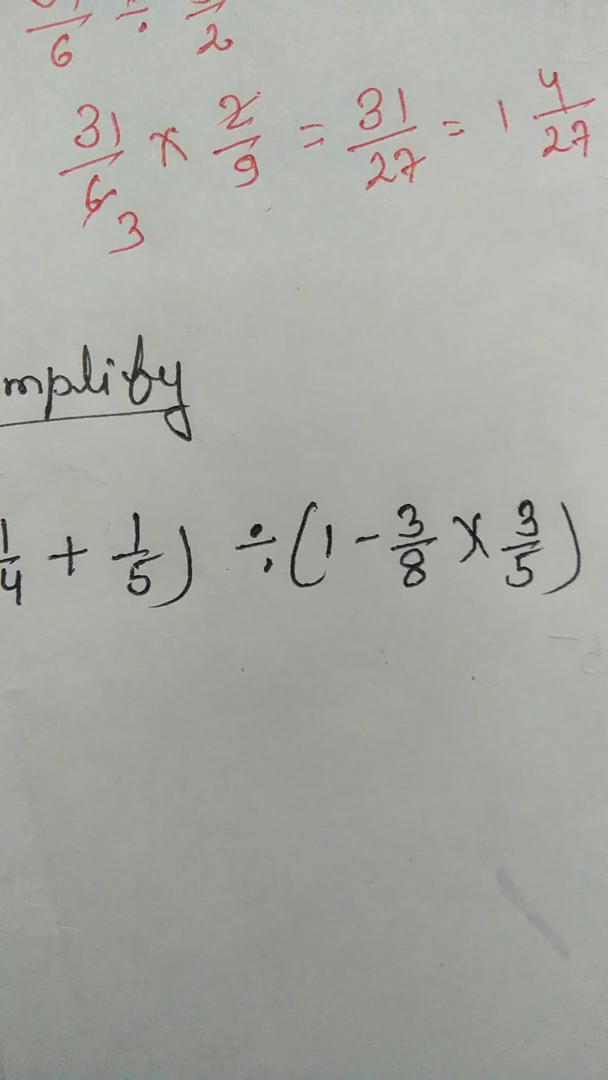 6 ÷ 2
31/6 3 × 2/9 = 31/27 = 1 4/27
mplify
1/4 + 1/5) ÷ (1 - 3/8 × 3/5)